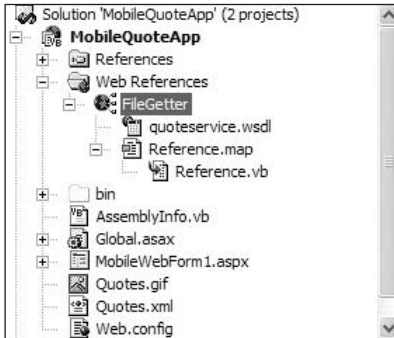 Solution 'MobileQuoteApp' (2 projects)
MobileQuoteApp
References
Web References
FileGetter
quoteservice.wsdl
Reference.map
Reference.vb
bin
AssemblyInfo.vb
Global.asax
MobileWebForm1.aspx
Quotes.gif
Quotes.xml
Web.config